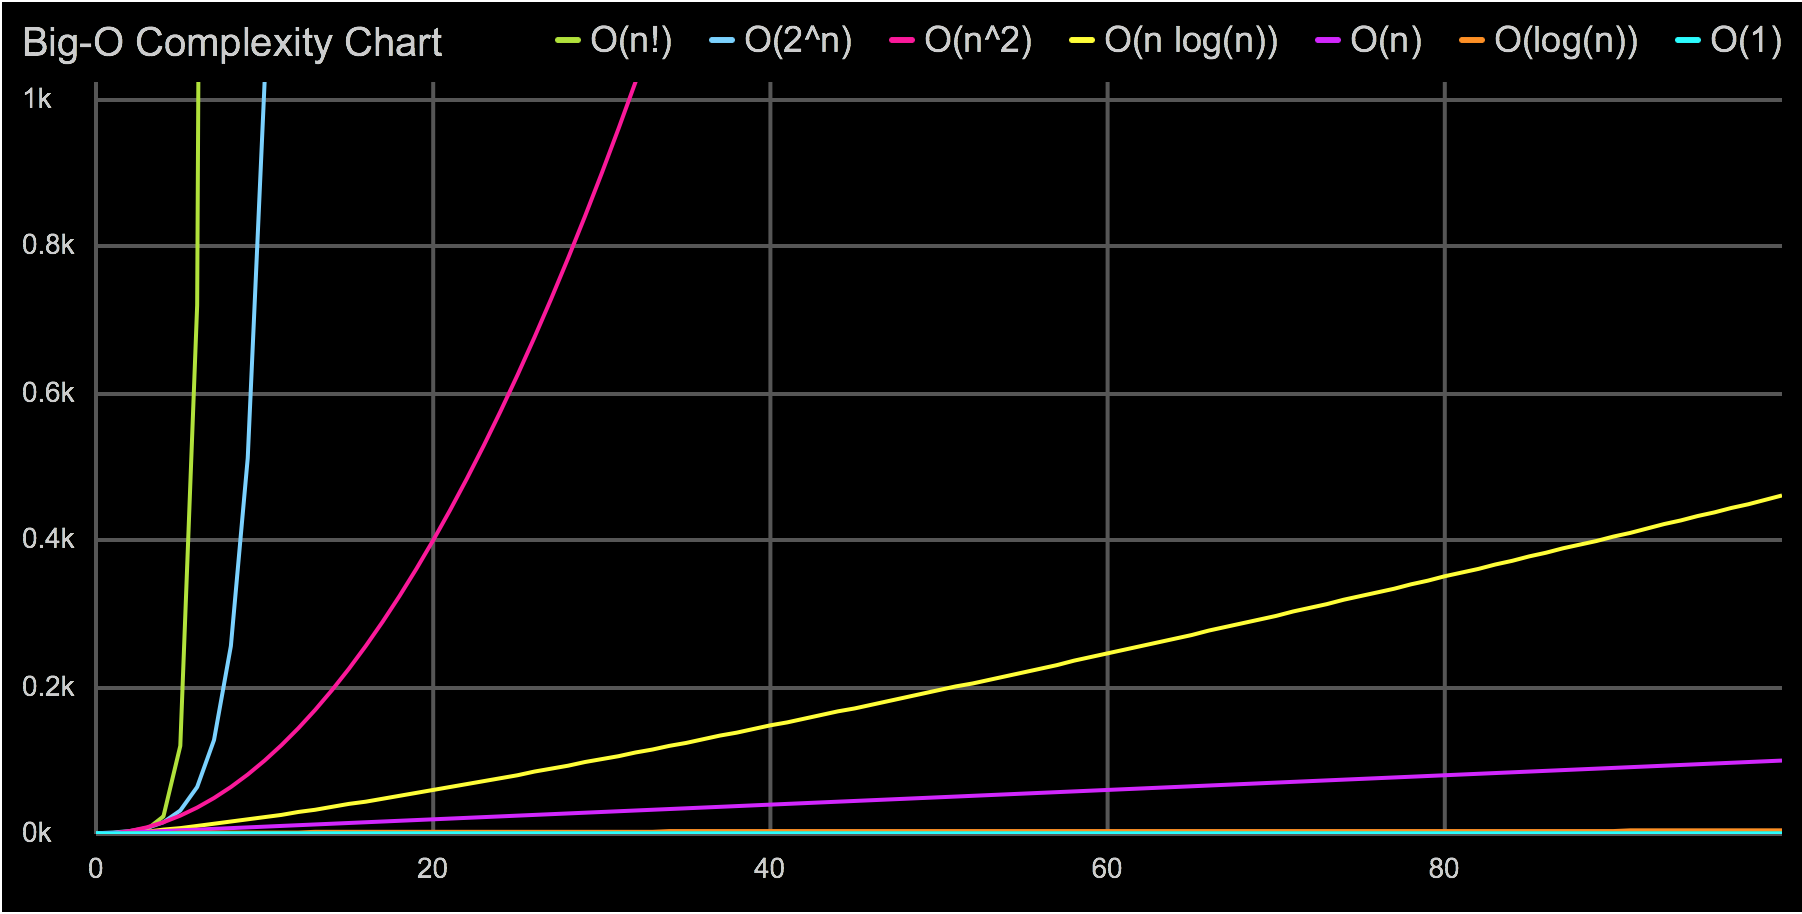 Big-O Complexity Chart
O(n!) O(2^n) O(n^2) O(n log(n)) O(n) O(log(n)) O(1)
1k
0.8k
0.6k
0.4k
0.2k
0k
0 20 40 60 80